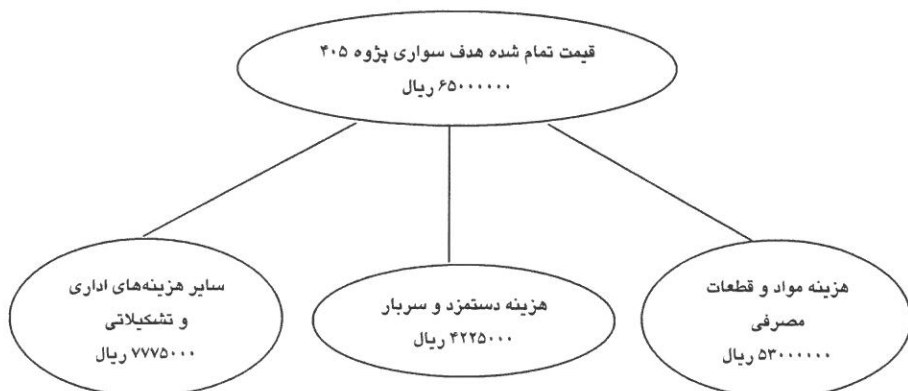 قیمت تمام شده هدف سواری پژوه ۴۰۵
۶۵۰۰۰۰۰۰ ریال
هزینه مواد و قطعات
مصرفی
۵۳۰۰۰۰۰۰ ریال
هزینه دستمزد و سربار
۴۲۲۵۰۰۰ ریال
سایر هزینه‌های اداری
و تشکیلاتی
۷۷۷۵۰۰۰ ریال